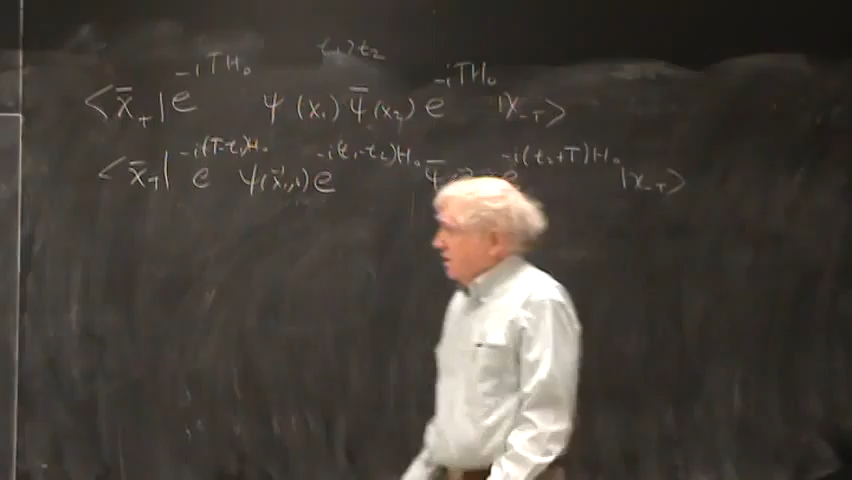 t₁>t₂
<x̄_T| e^{-iTH₀} ψ(x₁) ψ̄(x₂) e^{-iTH₀} |x_{-T}>
<x̄_T| e^{-i(T-t₁)H₀} ψ(x⃗₁,) e^{-i(t₁-t₂)H₀} ψ̄ e^{-i(t₂+T)H₀} |x_{-T}>